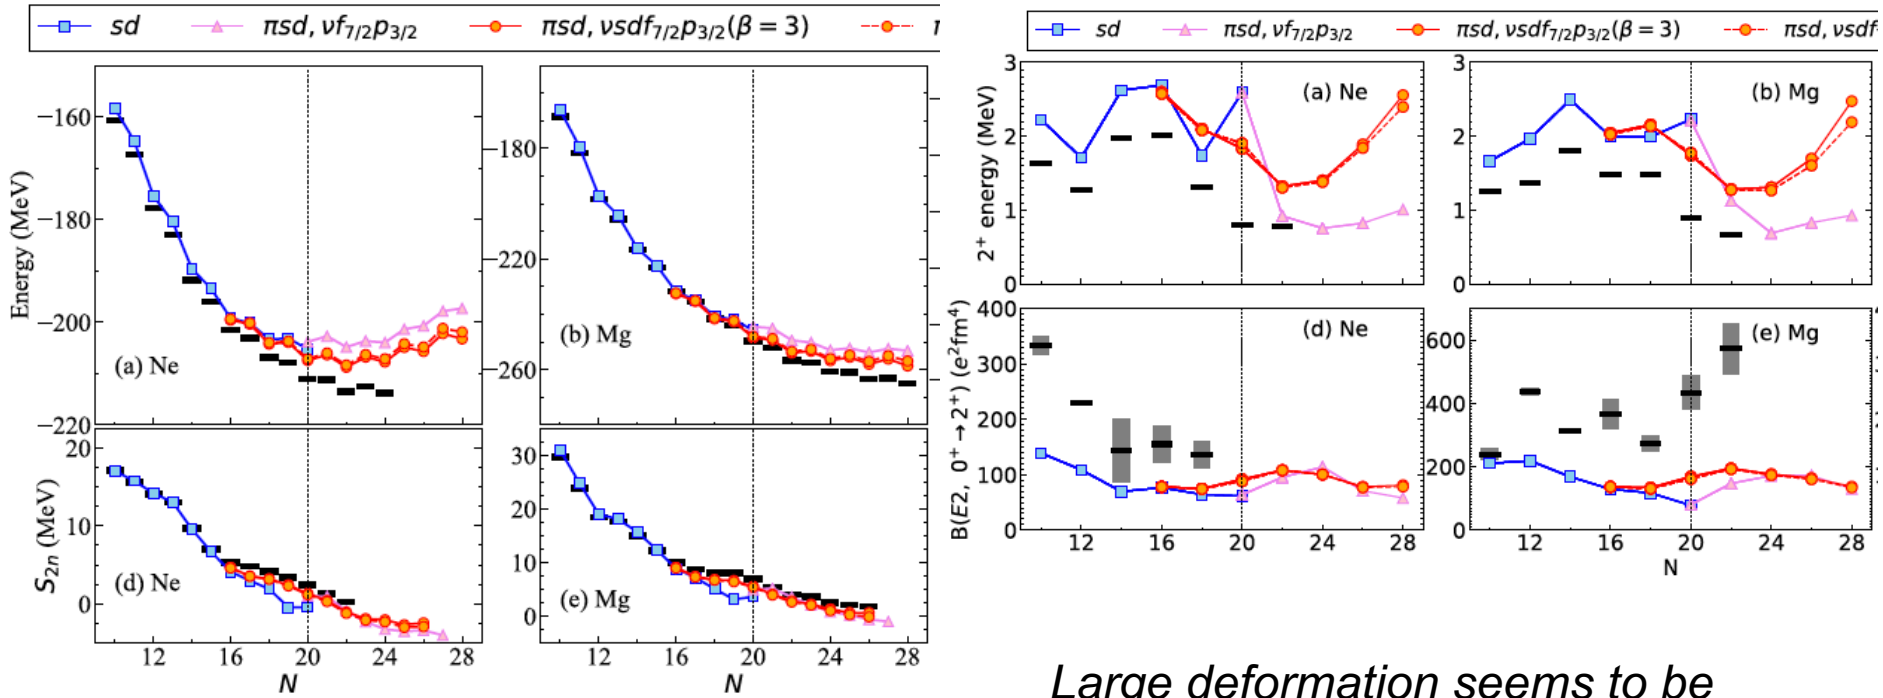 sd πsd, νf7/2p3/2 πsd, νsdf7/2p3/2(β = 3)
sd πsd, νf7/2p3/2 πsd, νsdf7/2p3/2(β = 3) πsd, νsdf
Energy (MeV)
−160
−180
−200
−220
(a) Ne
−180
−220
−260
(b) Mg
S2n (MeV)
20
10
0
(d) Ne
12 16 20 24 28
N
30
20
10
0
(e) Mg
12 16 20 24 28
N
2+ energy (MeV)
3
2
1
0
(a) Ne
3
2
1
0
(b) Mg
B(E2, 0+ → 2+) (e2fm4)
400
300
200
100
0
(d) Ne
12 16 20 24 28
600
400
200
0
(e) Mg
12 16 20 24 28
N
Large deformation seems to be